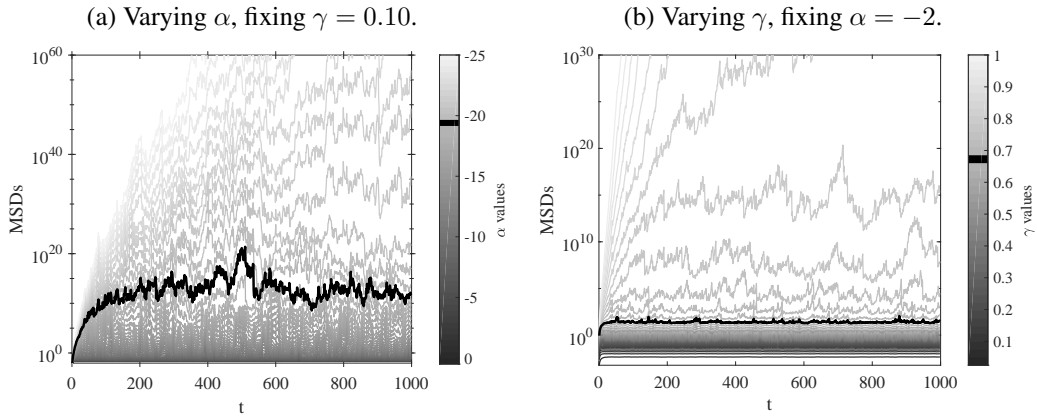 (a) Varying α, fixing γ = 0.10.
10^60
10^40
10^20
10^0
MSDs
0 200 400 600 800 1000
t
-25
-20
-15
-10
-5
0
α values
(b) Varying γ, fixing α = −2.
10^30
10^20
10^10
10^0
MSDs
0 200 400 600 800 1000
t
1
0.9
0.8
0.7
0.6
0.5
0.4
0.3
0.2
0.1
γ values